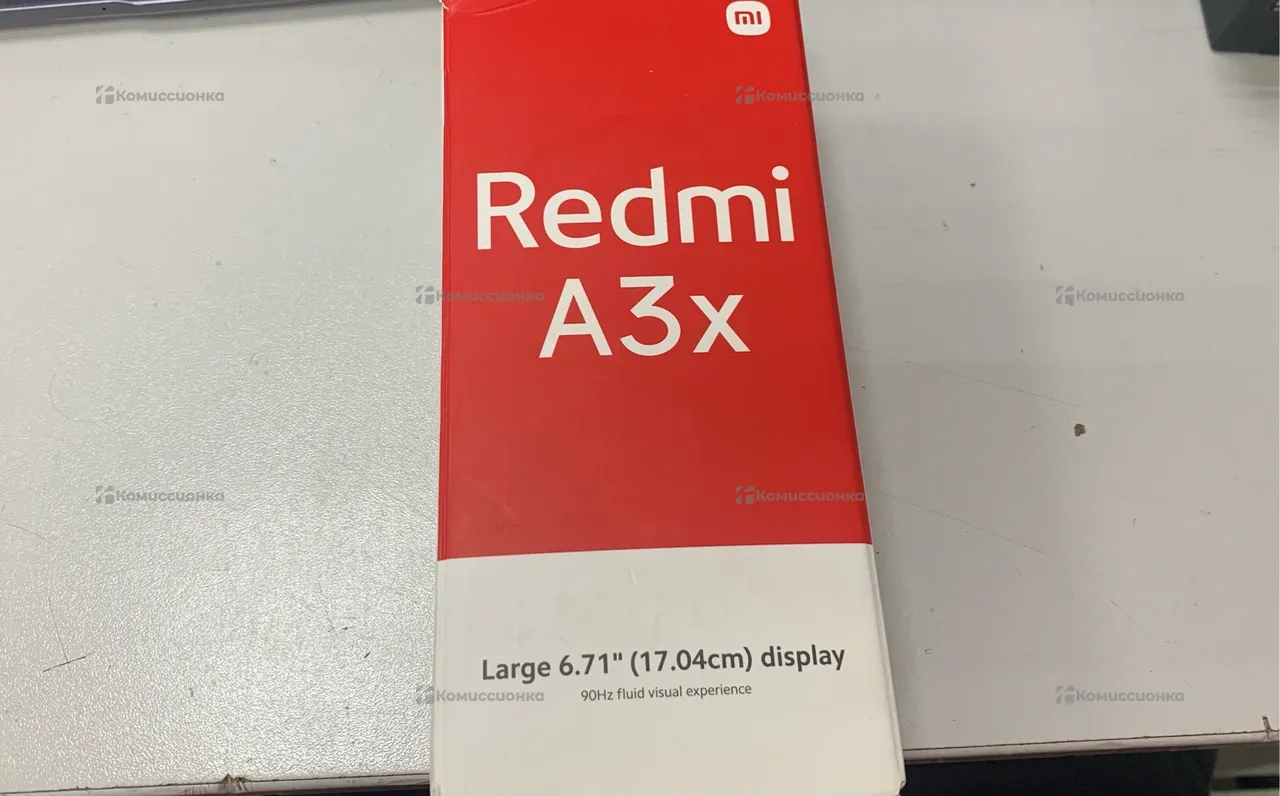 mi
Комиссионка
Комиссионка
Redmi
Комиссионка
Комиссионка
A3x
Комиссионка
Комиссионка
Large 6.71" (17.04cm) display
90Hz fluid visual experience
Комиссионка
Комиссионка